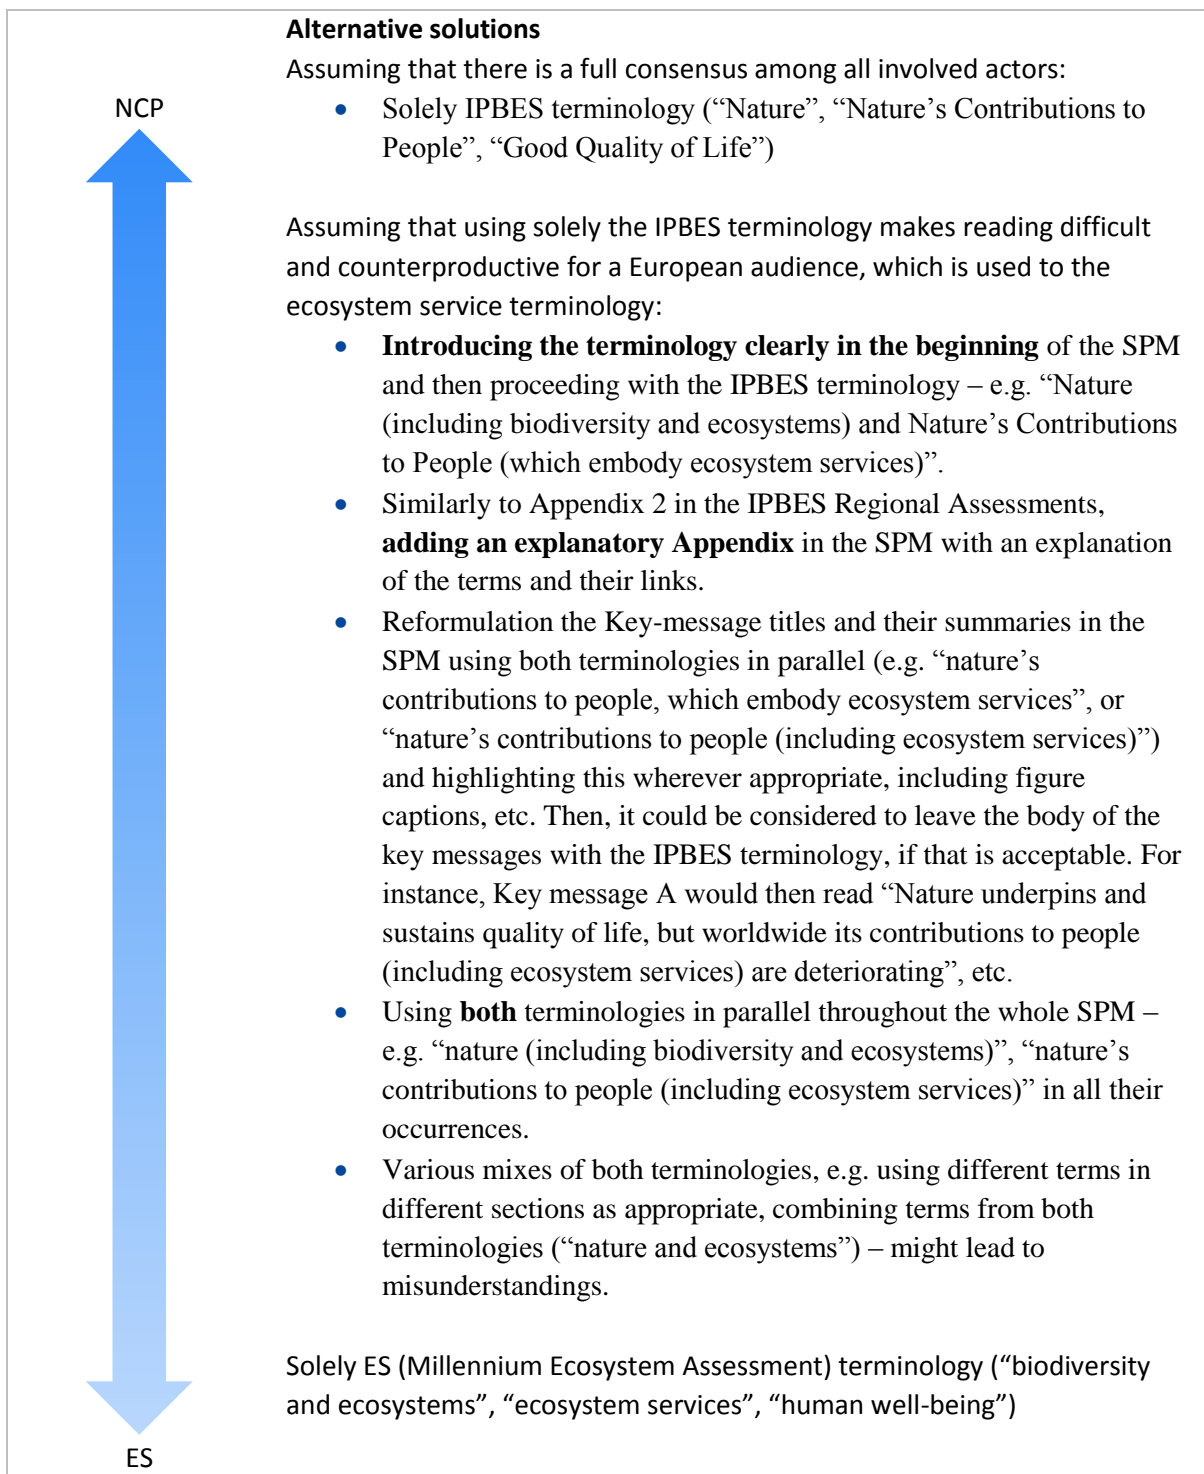 Alternative solutions
Assuming that there is a full consensus among all involved actors:
NCP
• Solely IPBES terminology (“Nature”, “Nature’s Contributions to
People”, “Good Quality of Life”)
Assuming that using solely the IPBES terminology makes reading difficult
and counterproductive for a European audience, which is used to the
ecosystem service terminology:
• Introducing the terminology clearly in the beginning of the SPM
and then proceeding with the IPBES terminology – e.g. “Nature
(including biodiversity and ecosystems) and Nature’s Contributions
to People (which embody ecosystem services)”.
• Similarly to Appendix 2 in the IPBES Regional Assessments,
adding an explanatory Appendix in the SPM with an explanation
of the terms and their links.
• Reformulation the Key-message titles and their summaries in the
SPM using both terminologies in parallel (e.g. “nature’s
contributions to people, which embody ecosystem services”, or
“nature’s contributions to people (including ecosystem services)”)
and highlighting this wherever appropriate, including figure
captions, etc. Then, it could be considered to leave the body of the
key messages with the IPBES terminology, if that is acceptable. For
instance, Key message A would then read “Nature underpins and
sustains quality of life, but worldwide its contributions to people
(including ecosystem services) are deteriorating”, etc.
• Using both terminologies in parallel throughout the whole SPM –
e.g. “nature (including biodiversity and ecosystems)”, “nature’s
contributions to people (including ecosystem services)” in all their
occurrences.
• Various mixes of both terminologies, e.g. using different terms in
different sections as appropriate, combining terms from both
terminologies (“nature and ecosystems”) – might lead to
misunderstandings.
Solely ES (Millennium Ecosystem Assessment) terminology (“biodiversity
and ecosystems”, “ecosystem services”, “human well-being”)
ES